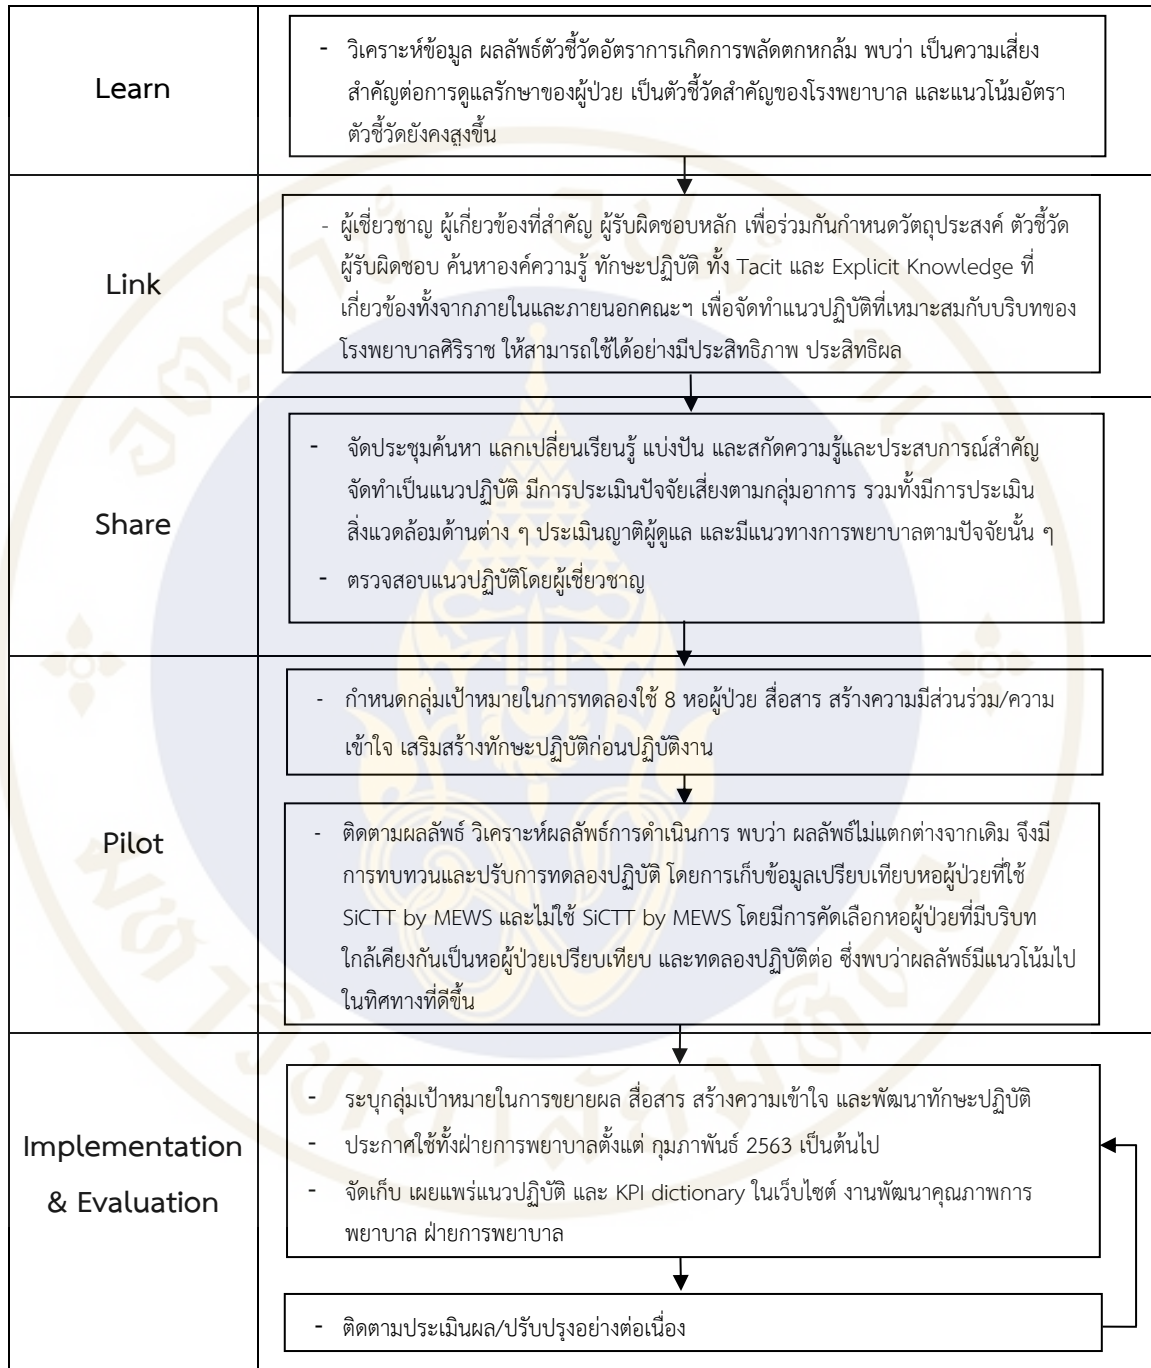 Learn
- วิเคราะห์ข้อมูล ผลลัพธ์ตัวชี้วัดอัตราการเกิดการพลัดตกหกล้ม พบว่า เป็นความเสี่ยง
สำคัญต่อการดูแลรักษาของผู้ป่วย เป็นตัวชี้วัดสำคัญของโรงพยาบาล และแนวโน้มอัตรา
ตัวชี้วัดยังคงสูงขึ้น
Link
- ผู้เชี่ยวชาญ ผู้เกี่ยวข้องที่สำคัญ ผู้รับผิดชอบหลัก เพื่อร่วมกันกำหนดวัตถุประสงค์ ตัวชี้วัด
ผู้รับผิดชอบ ค้นหาองค์ความรู้ ทักษะปฏิบัติ ทั้ง Tacit และ Explicit Knowledge ที่
เกี่ยวข้องทั้งจากภายในและภายนอกคณะฯ เพื่อจัดทำแนวปฏิบัติที่เหมาะสมกับบริบทของ
โรงพยาบาลศิริราช ให้สามารถใช้ได้อย่างมีประสิทธิภาพ ประสิทธิผล
Share
- จัดประชุมค้นหา แลกเปลี่ยนเรียนรู้ แบ่งปัน และสกัดความรู้และประสบการณ์สำคัญ
จัดทำเป็นแนวปฏิบัติ มีการประเมินปัจจัยเสี่ยงตามกลุ่มอาการ รวมทั้งมีการประเมิน
สิ่งแวดล้อมด้านต่าง ๆ ประเมินญาติผู้ดูแล และมีแนวทางการพยาบาลตามปัจจัยนั้น ๆ
- ตรวจสอบแนวปฏิบัติโดยผู้เชี่ยวชาญ
Pilot
- กำหนดกลุ่มเป้าหมายในการทดลองใช้ 8 หอผู้ป่วย สื่อสาร สร้างความมีส่วนร่วม/ความ
เข้าใจ เสริมสร้างทักษะปฏิบัติก่อนปฏิบัติงาน
- ติดตามผลลัพธ์ วิเคราะห์ผลลัพธ์การดำเนินการ พบว่า ผลลัพธ์ไม่แตกต่างจากเดิม จึงมี
การทบทวนและปรับการทดลองปฏิบัติ โดยการเก็บข้อมูลเปรียบเทียบหอผู้ป่วยที่ใช้
SiCTT by MEWS และไม่ใช้ SiCTT by MEWS โดยมีการคัดเลือกหอผู้ป่วยที่มีบริบท
ใกล้เคียงกันเป็นหอผู้ป่วยเปรียบเทียบ และทดลองปฏิบัติต่อ ซึ่งพบว่าผลลัพธ์มีแนวโน้มไป
ในทิศทางที่ดีขึ้น
Implementation
& Evaluation
- ระบุกลุ่มเป้าหมายในการขยายผล สื่อสาร สร้างความเข้าใจ และพัฒนาทักษะปฏิบัติ
- ประกาศใช้ทั้งฝ่ายการพยาบาลตั้งแต่ กุมภาพันธ์ 2563 เป็นต้นไป
- จัดเก็บ เผยแพร่แนวปฏิบัติ และ KPI dictionary ในเว็บไซต์ งานพัฒนาคุณภาพการ
พยาบาล ฝ่ายการพยาบาล
- ติดตามประเมินผล/ปรับปรุงอย่างต่อเนื่อง
มหาวิทยาลัยมหิดล